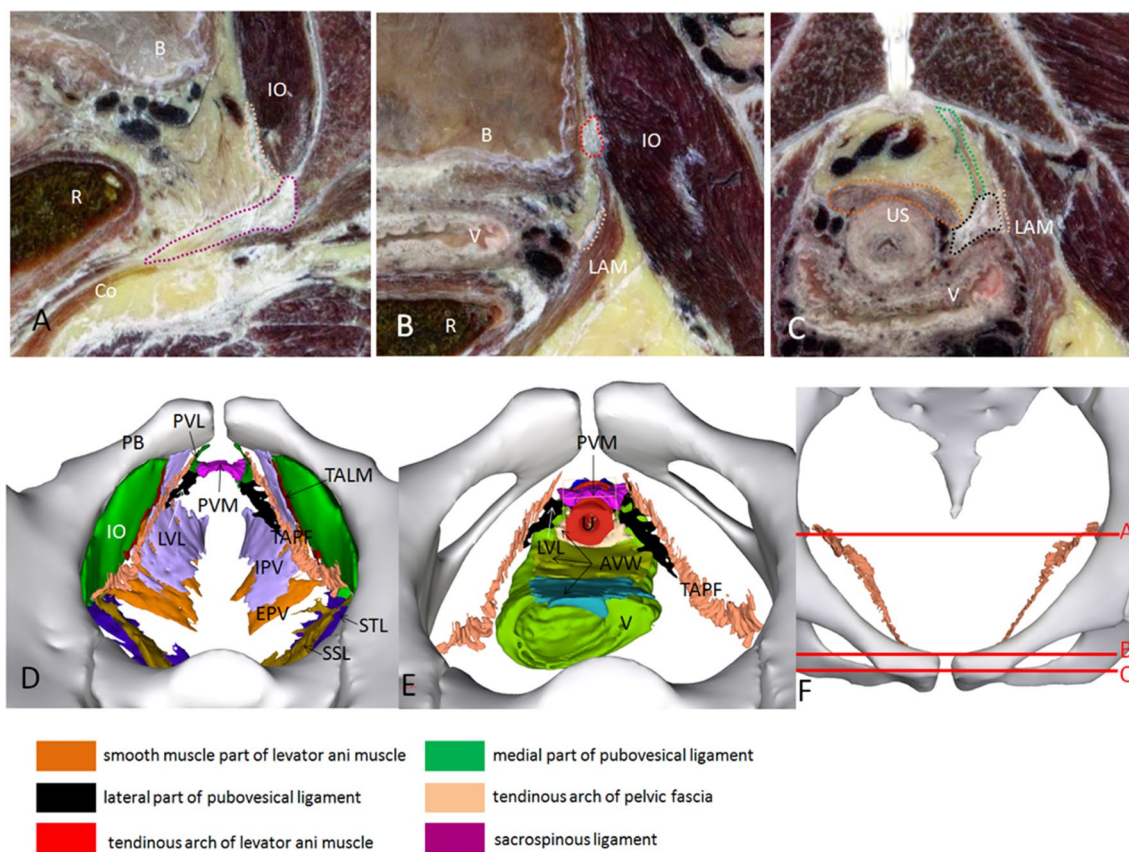 B
IO
R
Co
A
B
IO
V
LAM
R
B
US
LAM
V
C
PVL
PB
PVM
TALM
IO
LVL
TAPF
IPV
EPV
STL
SSL
D
PVM
U
LVL
AVW
TAPF
V
E
A
B
C
F
smooth muscle part of levator ani muscle
medial part of pubovesical ligament
lateral part of pubovesical ligament
tendinous arch of pelvic fascia
tendinous arch of levator ani muscle
sacrospinous ligament